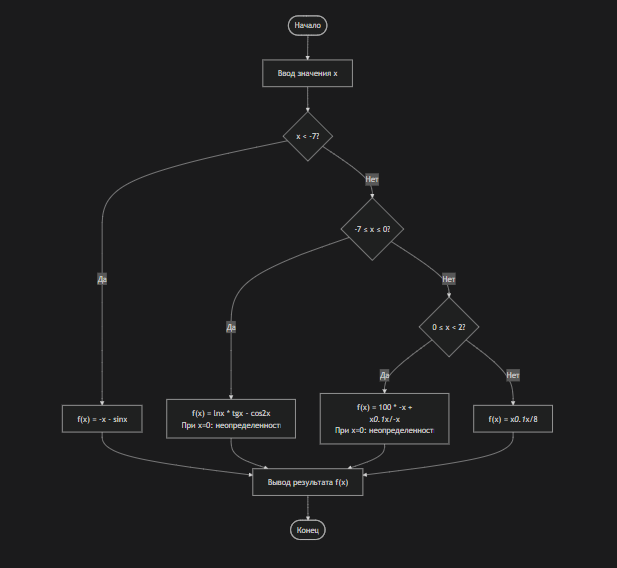 Начало
Ввод значения x
x < -7?
Нет
-7 ≤ x ≤ 0?
Да
Нет
Да
0 ≤ x < 2?
Да
Нет
f(x) = -x - sinx
f(x) = lnx * tgx - cos2x
При x=0: неопределенност
f(x) = 100 * -x +
x0.1x/-x
При x=0: неопределенност
f(x) = x0.1x/8
Вывод результата f(x)
Конец